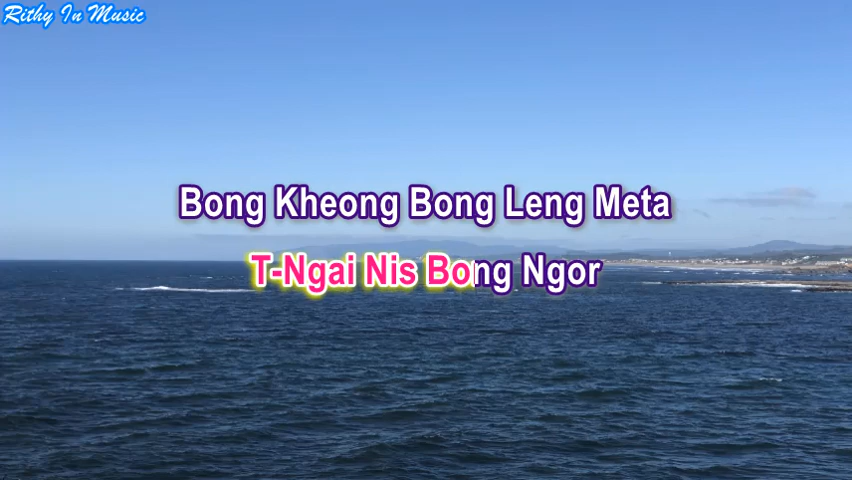 Rithy In Music
Bong Kheong Bong Leng Meta
T-Ngai Nis Bong Ngor